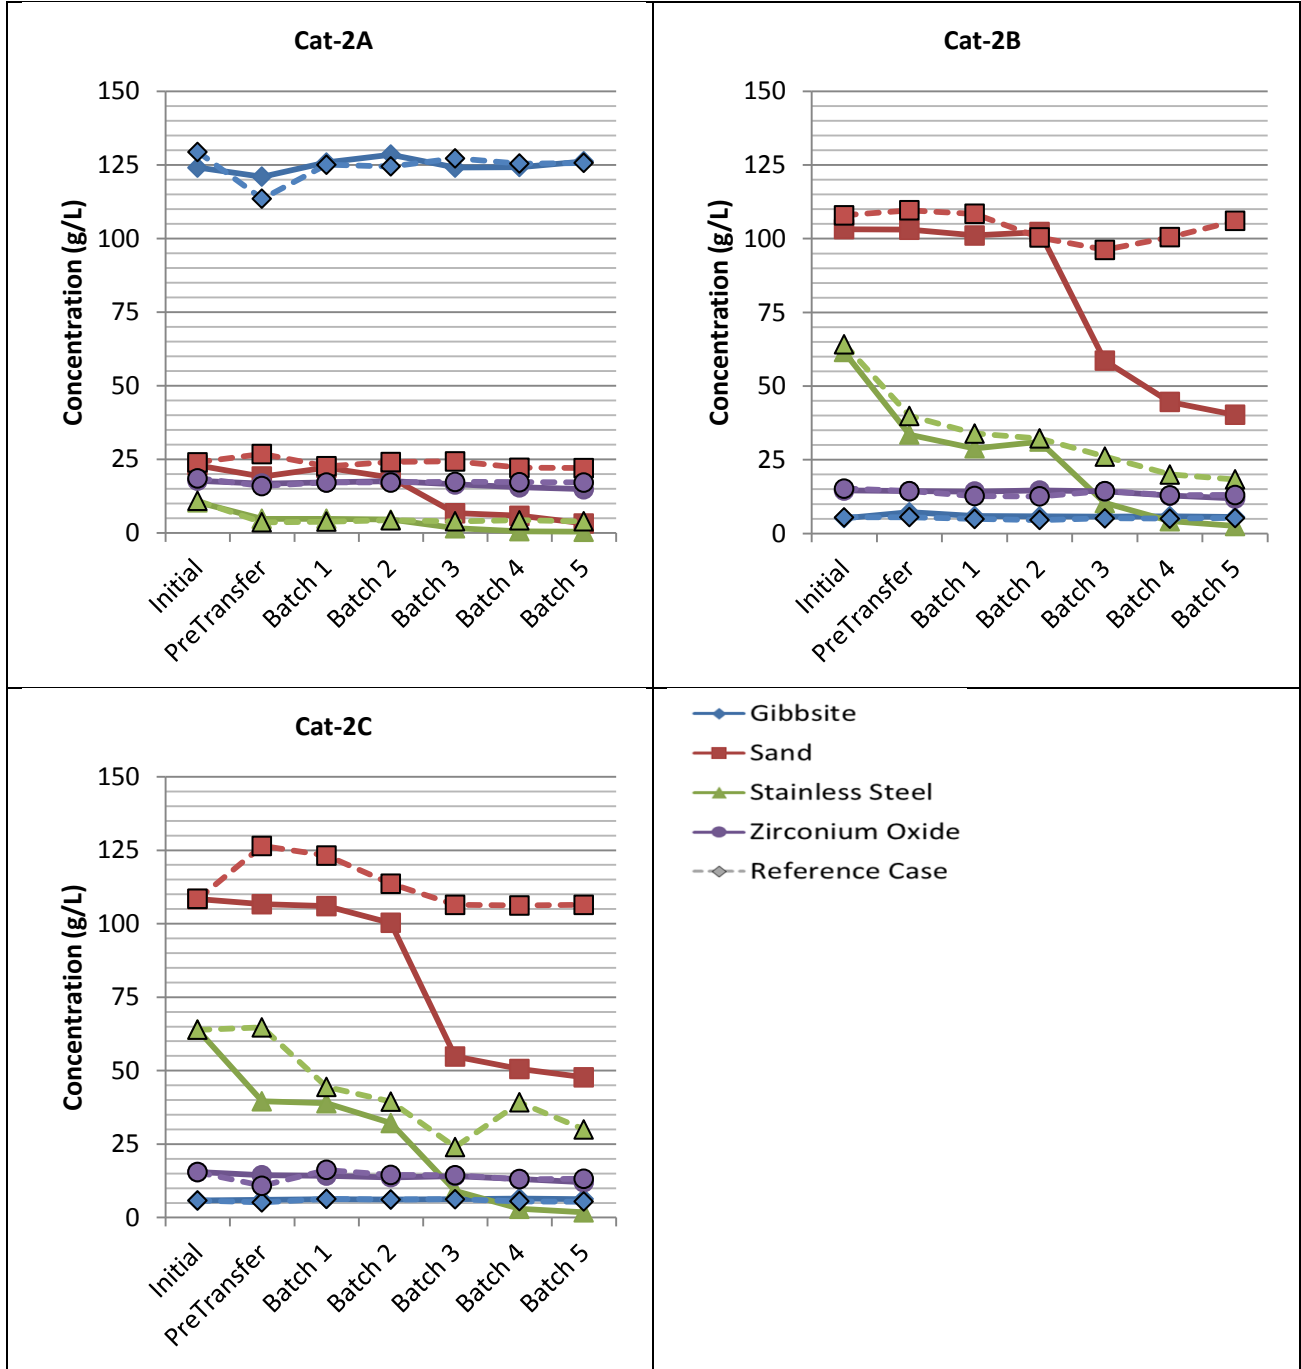 Cat-2A
Concentration (g/L)
150
125
100
75
50
25
0
Initial
PreTransfer
Batch 1
Batch 2
Batch 3
Batch 4
Batch 5
Cat-2B
Concentration (g/L)
150
125
100
75
50
25
0
Initial
PreTransfer
Batch 1
Batch 2
Batch 3
Batch 4
Batch 5
Cat-2C
Concentration (g/L)
150
125
100
75
50
25
0
Initial
PreTransfer
Batch 1
Batch 2
Batch 3
Batch 4
Batch 5
Gibbsite
Sand
Stainless Steel
Zirconium Oxide
Reference Case